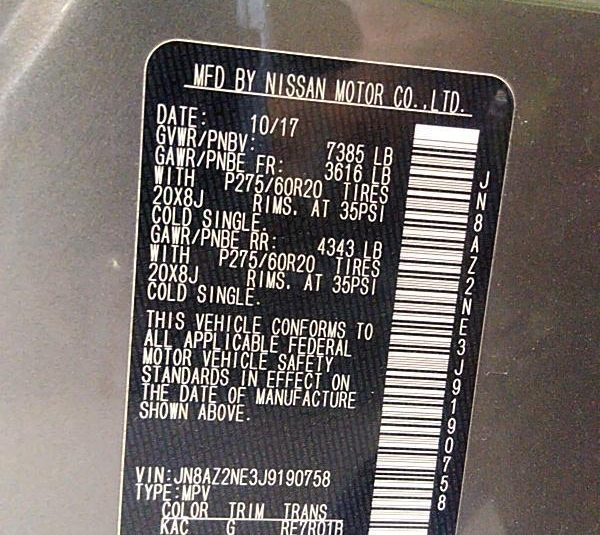 MFD BY NISSAN MOTOR CO.,LTD.
DATE: 10/17
GVWR/PNBV: 7385 LB
GAWR/PNBE FR: 3616 LB
WITH P275/60R20 TIRES
20X8J RIMS. AT 35PSI
COLD SINGLE.
GAWR/PNBE RR: 4343 LB
WITH P275/60R20 TIRES
20X8J RIMS. AT 35PSI
COLD SINGLE.
THIS VEHICLE CONFORMS TO
ALL APPLICABLE FEDERAL
MOTOR VEHICLE SAFETY
STANDARDS IN EFFECT ON
THE DATE OF MANUFACTURE
SHOWN ABOVE.
VIN:JN8AZ2NE3J9190758
TYPE:MPV
COLOR TRIM TRANS
KAC G RE7R01B
JN8AZ2NE3J9190758